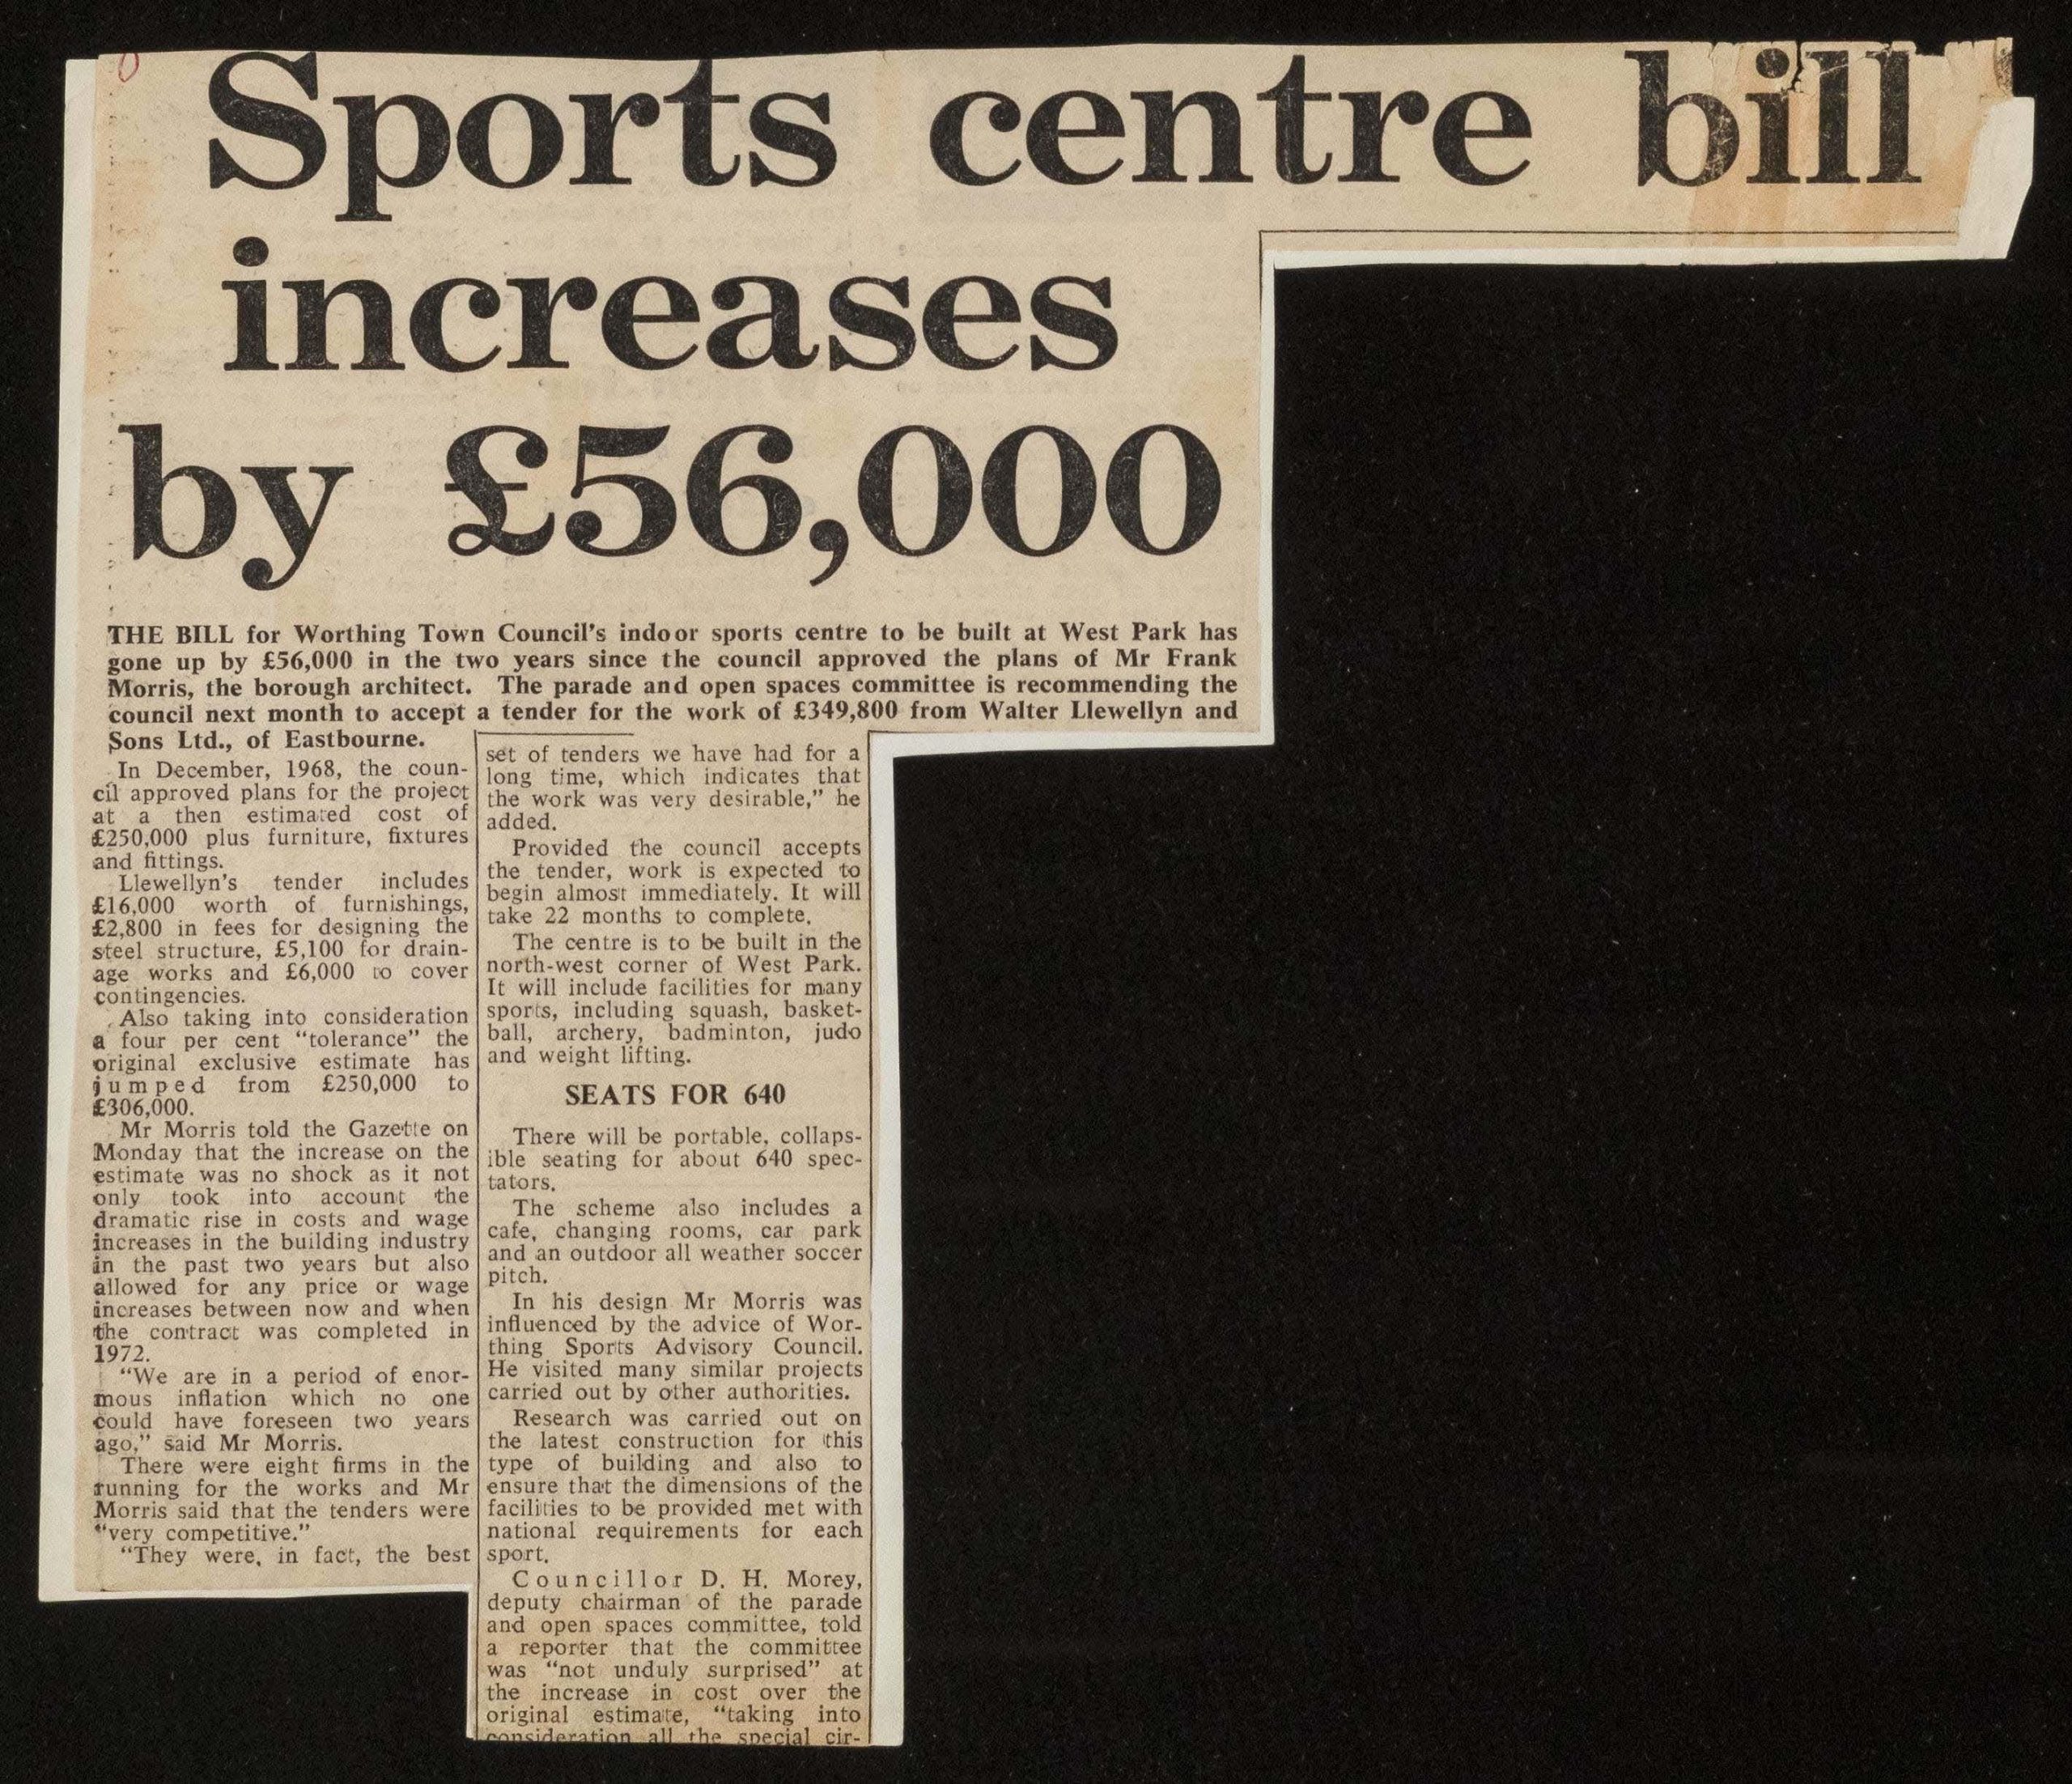 Sports centre bill
increases
by £56,000
THE BILL for Worthing Town Council's indoor sports centre to be built at West Park has
gone up by £56,000 in the two years since the council approved the plans of Mr Frank
Morris, the borough architect. The parade and open spaces committee is recommending the
council next month to accept a tender for the work of £349,800 from Walter Llewellyn and
Sons Ltd., of Eastbourne.
In December, 1968, the coun-
cil approved plans for the project
at a then estimated cost of
£250,000 plus furniture, fixtures
and fittings.
Llewellyn's tender includes
£16,000 worth of furnishings,
£2,800 in fees for designing the
steel structure, £5,100 for drain-
age works and £6,000 to cover
contingencies.
Also taking into consideration
a four per cent "tolerance" the
original exclusive estimate has
jumped from £250,000 to
£306,000.
Mr Morris told the Gazette on
Monday that the increase on the
estimate was no shock as it not
only took into account the
dramatic rise in costs and wage
increases in the building industry
in the past two years but also
allowed for any price or wage
increases between now and when
the contract was completed in
1972.
"We are in a period of enor-
mous inflation which no one
could have foreseen two years
ago," said Mr Morris.
There were eight firms in the
running for the works and Mr
Morris said that the tenders were
"very competitive."
"They were, in fact, the best
set of tenders we have had for a
long time, which indicates that
the work was very desirable," he
added.
Provided the council accepts
the tender, work is expected to
begin almost immediately. It will
take 22 months to complete.
The centre is to be built in the
north-west corner of West Park.
It will include facilities for many
sports, including squash, basket-
ball, archery, badminton, judo
and weight lifting.
SEATS FOR 640
There will be portable, collaps-
ible seating for about 640 spec-
tators.
The scheme also includes a
cafe, changing rooms, car park
and an outdoor all weather soccer
pitch.
In his design Mr Morris was
influenced by the advice of Wor-
thing Sports Advisory Council.
He visited many similar projects
carried out by other authorities.
Research was carried out on
the latest construction for this
type of building and also to
ensure that the dimensions of the
facilities to be provided met with
national requirements for each
sport.
Councillor D. H. Morey,
deputy chairman of the parade
and open spaces committee, told
a reporter that the committee
was "not unduly surprised" at
the increase in cost over the
original estimate, "taking into
consideration all the special cir-